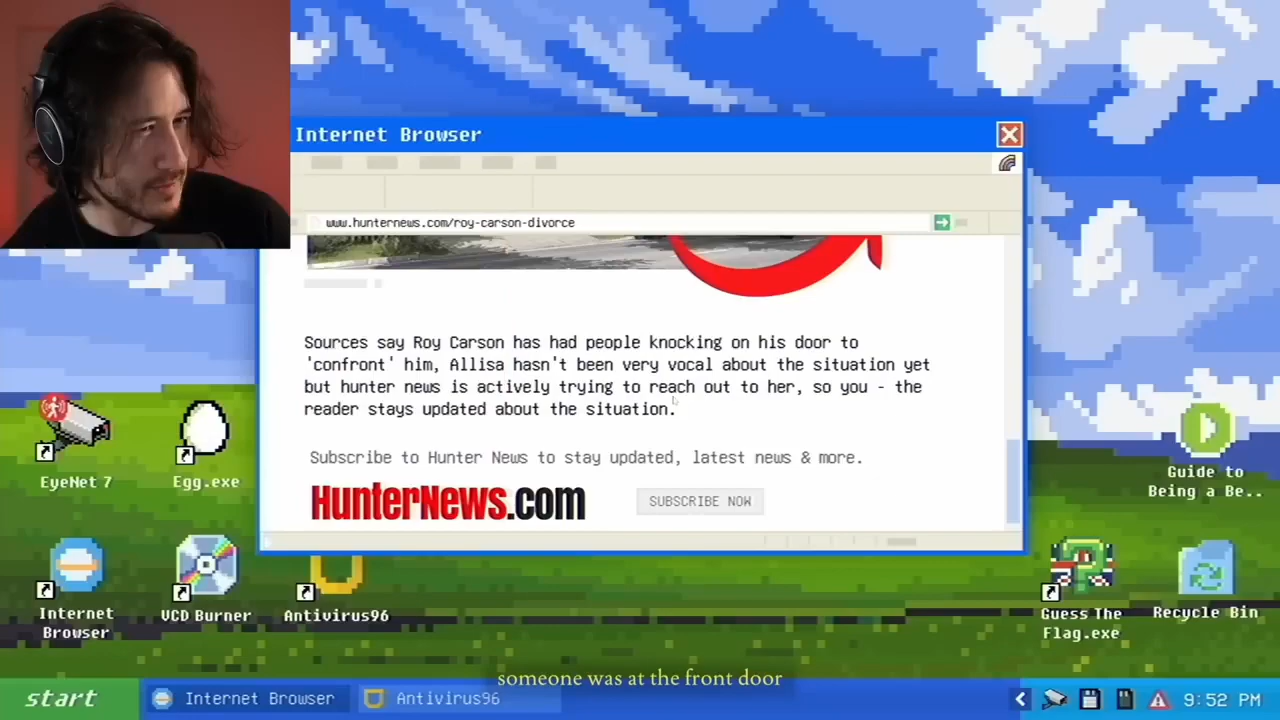 Internet Browser
www.hunternews.com/roy-carson-divorce
Sources say Roy Carson has had people knocking on his door to
'confront' him, Allisa hasn't been very vocal about the situation yet
but hunter news is actively trying to reach out to her, so you - the
reader stays updated about the situation.
Subscribe to Hunter News to stay updated, latest news & more.
HunterNews.com
SUBSCRIBE NOW
EyeNet 7
Egg.exe
Guide to
Being a Be..
Internet
Browser
VCD Burner
Antivirus96
Guess The
Flag.exe
Recycle Bin
someone was at the front door
start
Internet Browser
Antivirus96
9:52 PM